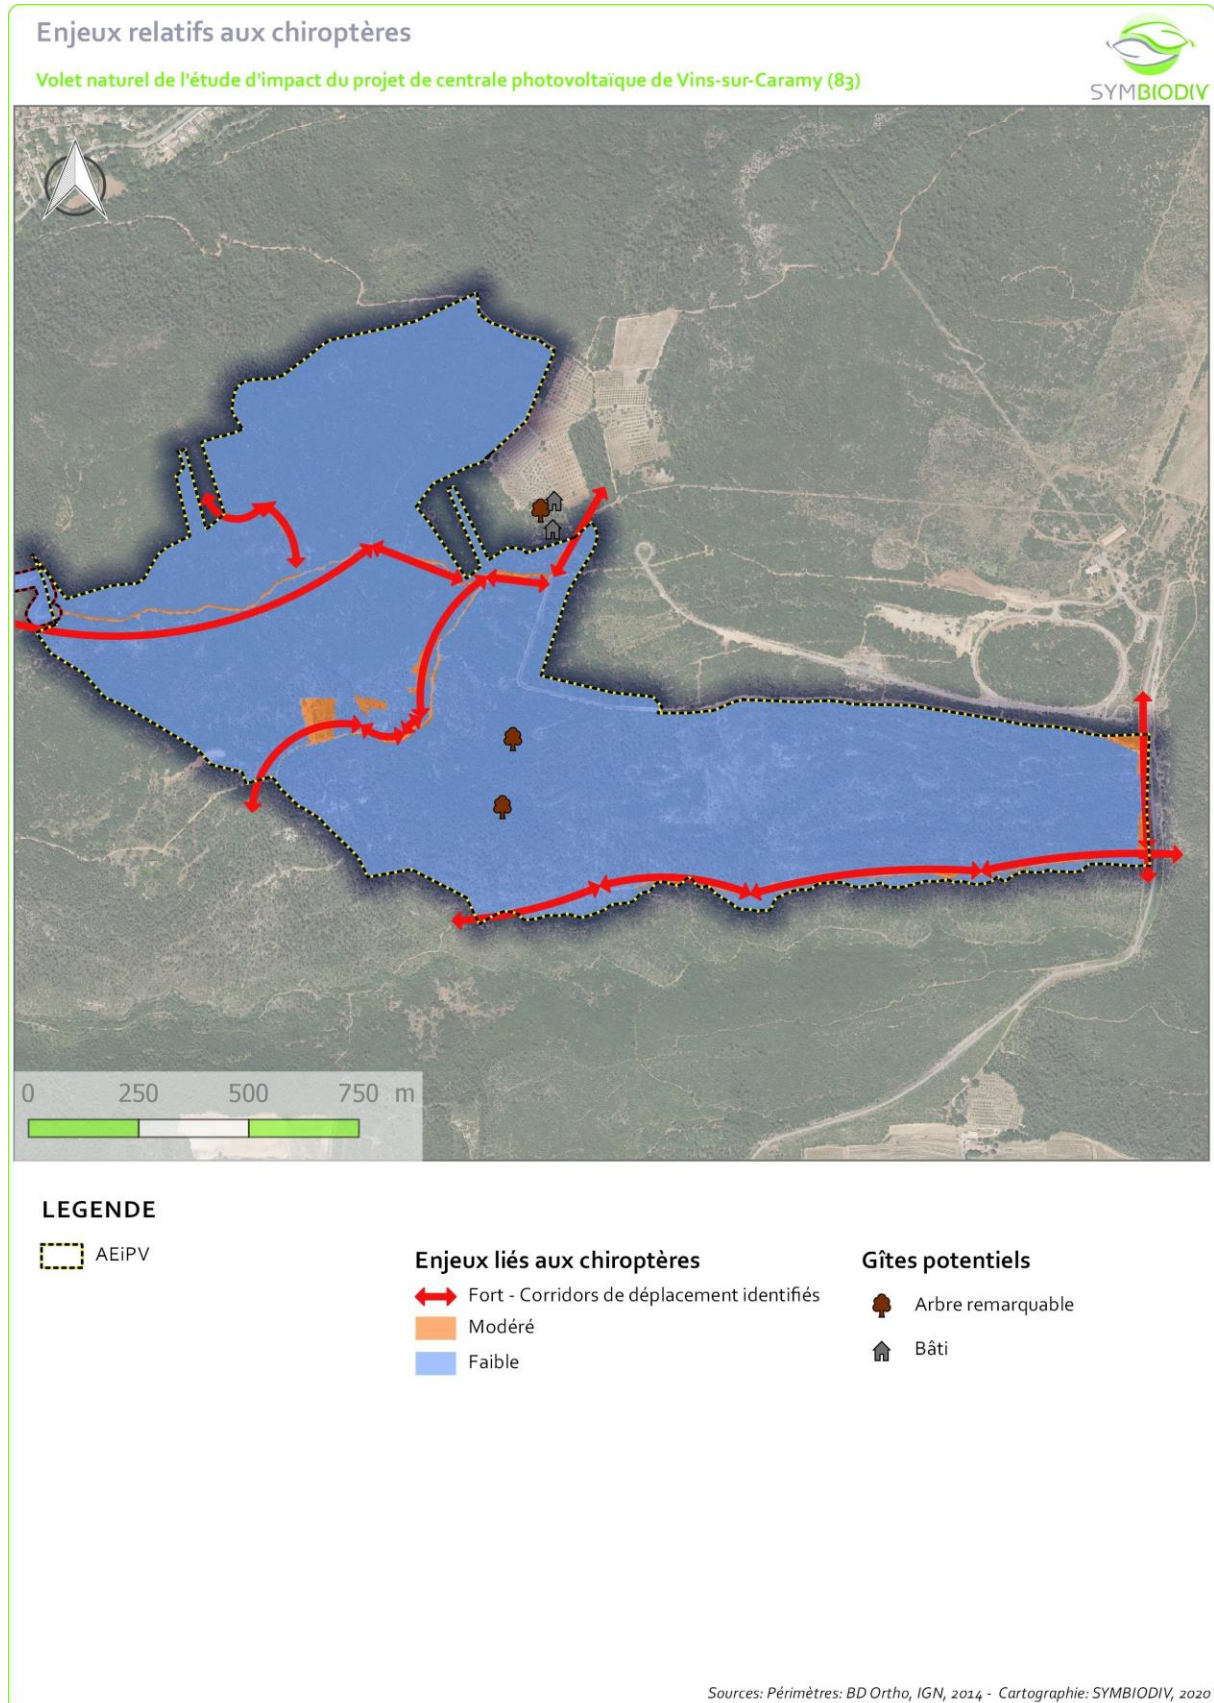 Enjeux relatifs aux chiroptères
Volet naturel de l'étude d'impact du projet de centrale photovoltaïque de Vins-sur-Caramy (83)
SYMBIODIV
0 250 500 750 m
LEGENDE
AEiPV
Enjeux liés aux chiroptères
Fort - Corridors de déplacement identifiés
Modéré
Faible
Gîtes potentiels
Arbre remarquable
Bâti
Sources: Périmètres: BD Ortho, IGN, 2014 - Cartographie: SYMBIODIV, 2020